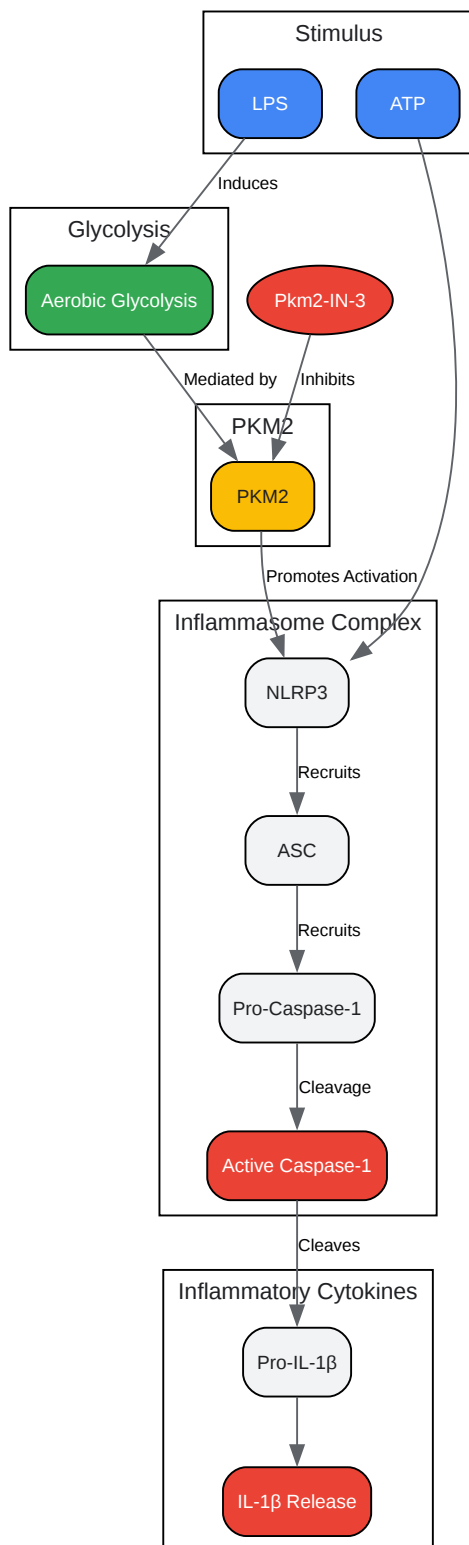 Stimulus
LPS
ATP
Induces
Glycolysis
Aerobic Glycolysis
Pkm2-IN-3
Mediated by
Inhibits
PKM2
PKM2
Promotes Activation
Inflammasome Complex
NLRP3
Recruits
ASC
Recruits
Pro-Caspase-1
Cleavage
Active Caspase-1
Cleaves
Inflammatory Cytokines
Pro-IL-1β
IL-1β Release